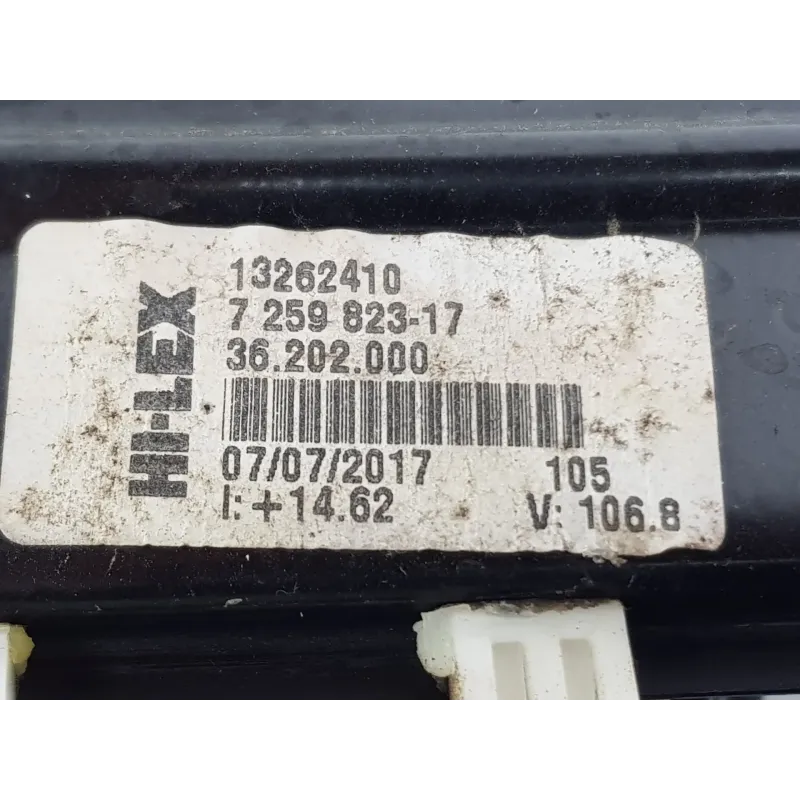 HI-LEX
13262410
7 259 823-17
36.202.000
07/07/2017 105
I: +14.62 V: 106.8